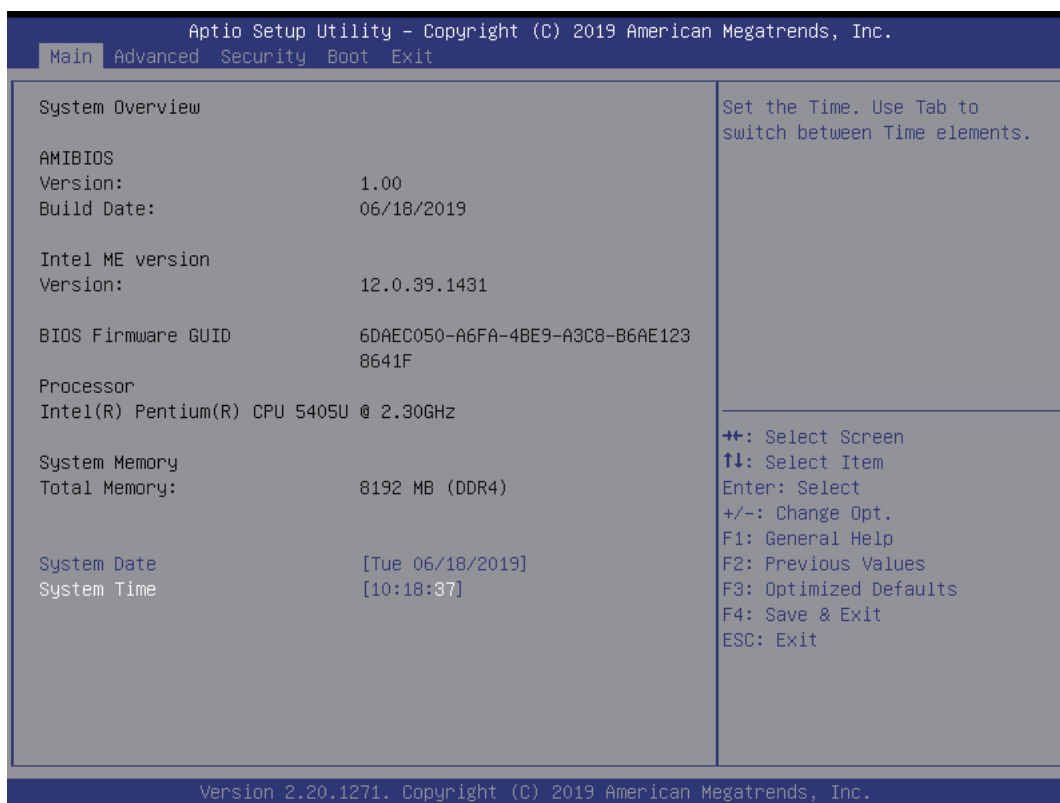 Aptio Setup Utility – Copyright (C) 2019 American Megatrends, Inc.
Main Advanced Security Boot Exit
System Overview
AMIBIOS
Version: 1.00
Build Date: 06/18/2019
Intel ME version
Version: 12.0.39.1431
BIOS Firmware GUID 6DAEC050-A6FA-4BE9-A3C8-B6AE123
8641F
Processor
Intel(R) Pentium(R) CPU 5405U @ 2.30GHz
System Memory
Total Memory: 8192 MB (DDR4)
System Date [Tue 06/18/2019]
System Time [10:18:37]
Set the Time. Use Tab to
switch between Time elements.
→←: Select Screen
↑↓: Select Item
Enter: Select
+/-: Change Opt.
F1: General Help
F2: Previous Values
F3: Optimized Defaults
F4: Save & Exit
ESC: Exit
Version 2.20.1271. Copyright (C) 2019 American Megatrends, Inc.